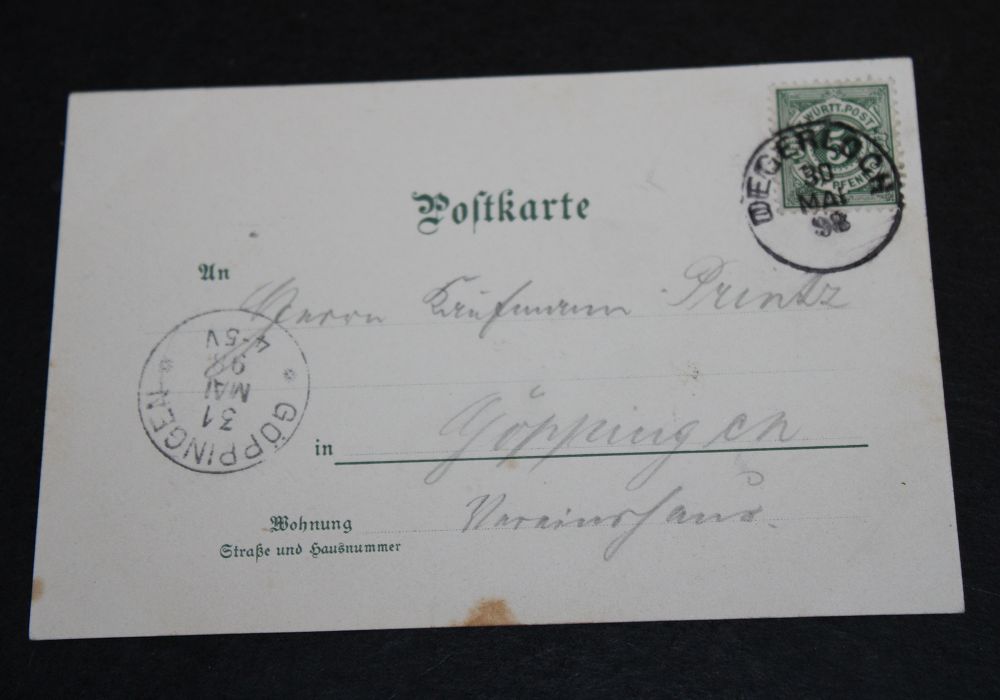 WÜRTT. POST
5
PFENNIG
DEGERLOCH
30
MAI
98
Postkarte
An
Herrn Kaufmann Printz
GÖPPINGEN
31
MAI
98
4-5V
in Göppingen
Wohnung
Straße und Hausnummer
Vereinshaus.